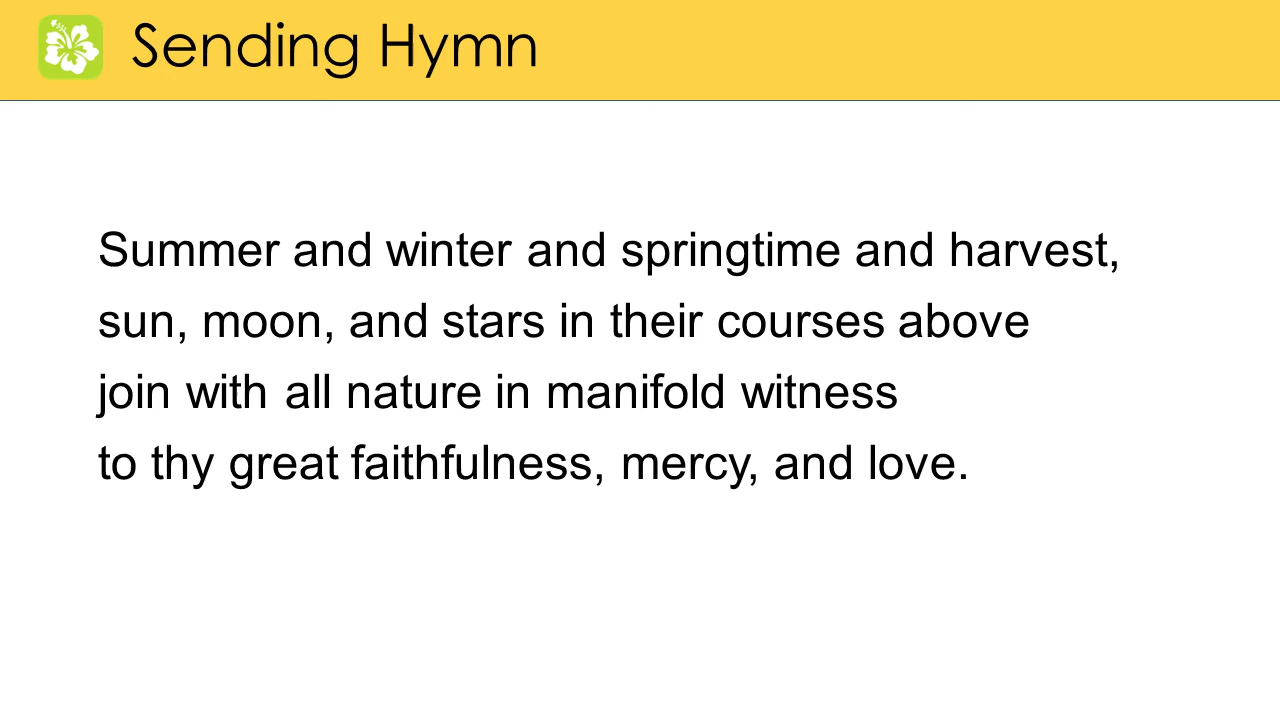 Sending Hymn
Summer and winter and springtime and harvest,
sun, moon, and stars in their courses above
join with all nature in manifold witness
to thy great faithfulness, mercy, and love.